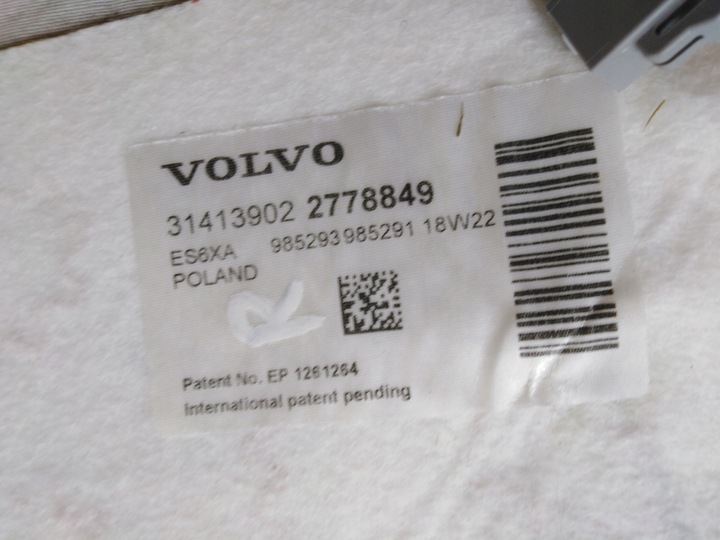 VOLVO
31413902 2778849
ES6XA 985293985291 18W22
POLAND
R
Patent No. EP 1261264
International patent pending